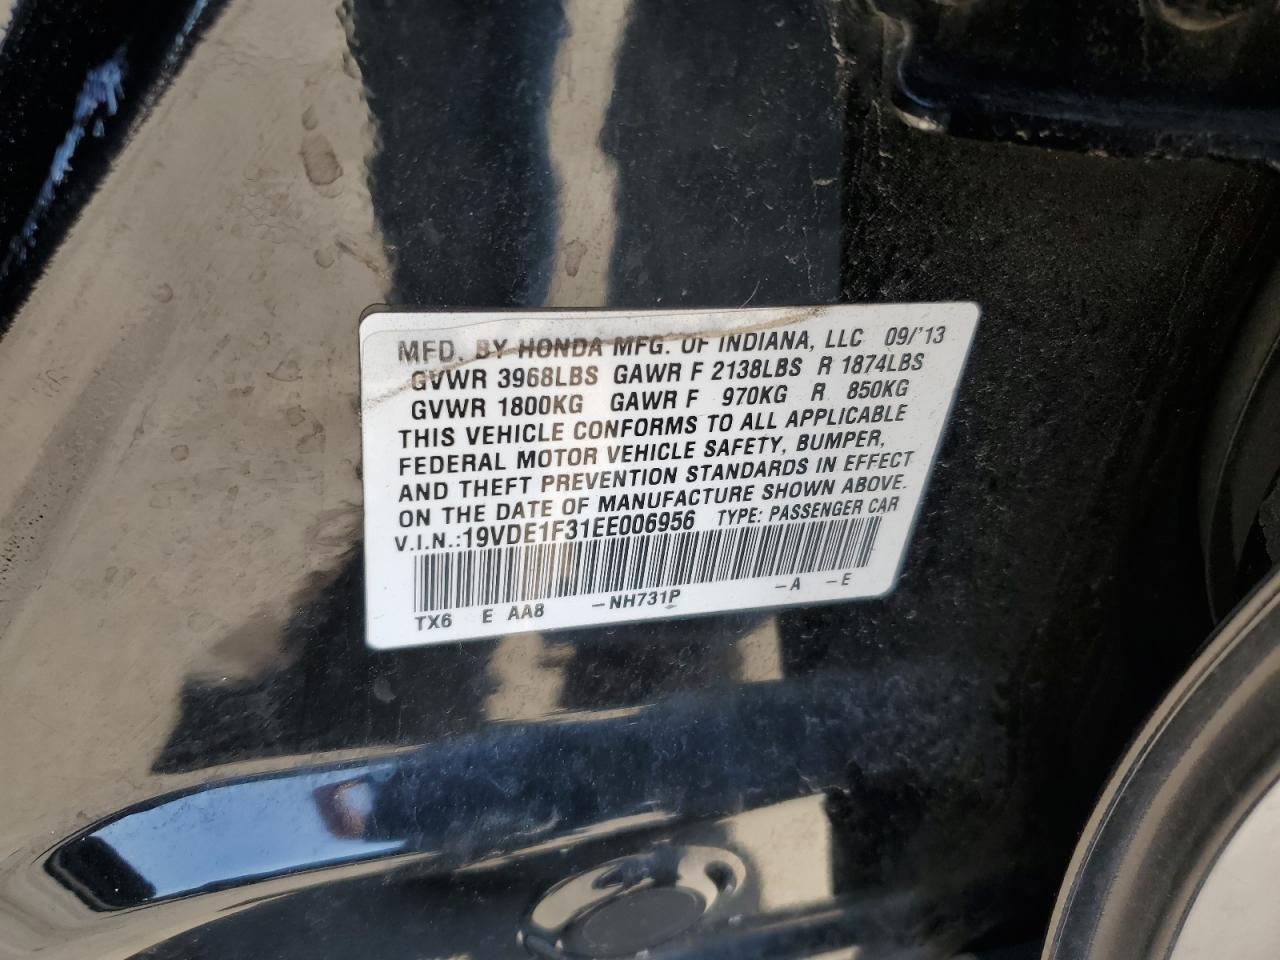 MFD. BY HONDA MFG. OF INDIANA, LLC 09/'13
GVWR 3968LBS GAWR F 2138LBS R 1874LBS
GVWR 1800KG GAWR F 970KG R 850KG
THIS VEHICLE CONFORMS TO ALL APPLICABLE
FEDERAL MOTOR VEHICLE SAFETY, BUMPER,
AND THEFT PREVENTION STANDARDS IN EFFECT
ON THE DATE OF MANUFACTURE SHOWN ABOVE.
V.I.N.:19VDE1F31EE006956 TYPE: PASSENGER CAR
TX6 E AA8 -NH731P -A -E